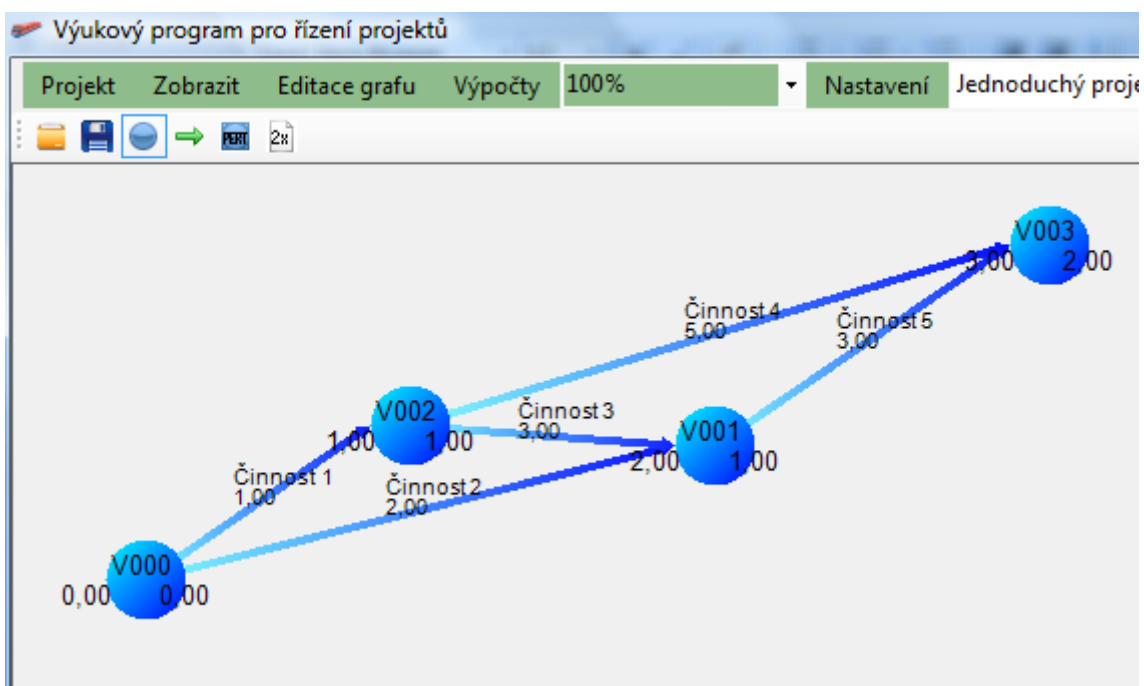 Výukový program pro řízení projektů
Projekt Zobrazit Editace grafu Výpočty 100% Nastavení Jednoduchý proje
PERT 2x
V003
3,00 2,00
Činnost 4
5,00
Činnost 5
3,00
V002
1,00 1,00
Činnost 3
3,00
V001
2,00 1,00
Činnost 1
1,00
Činnost 2
2,00
V000
0,00 0,00